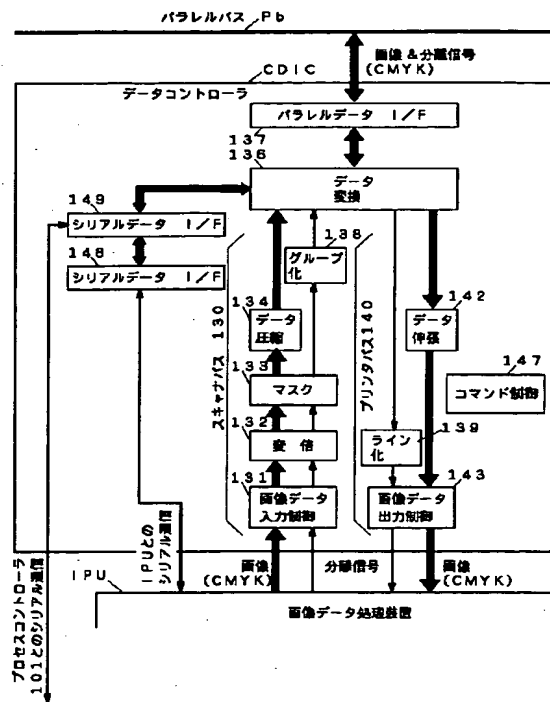 パラレルバス Pb
画像&分離信号
(CMYK)
CDIC
データコントローラ
パラレルデータ I/F
137
136
データ
変換
149
シリアルデータ I/F
148
シリアルデータ I/F
138
グループ
化
134
データ
圧縮
133
マスク
132
変倍
131
画像データ
入力制御
スキャナパス 130
プリンタパス 140
142
データ
伸張
147
コマンド制御
139
ライン
化
143
画像データ
出力制御
プロセスコントローラ
101とのシリアル通信
IPUとの
シリアル通信
IPU
画像
(CMYK)
分離信号
画像
(CMYK)
画像データ処理装置